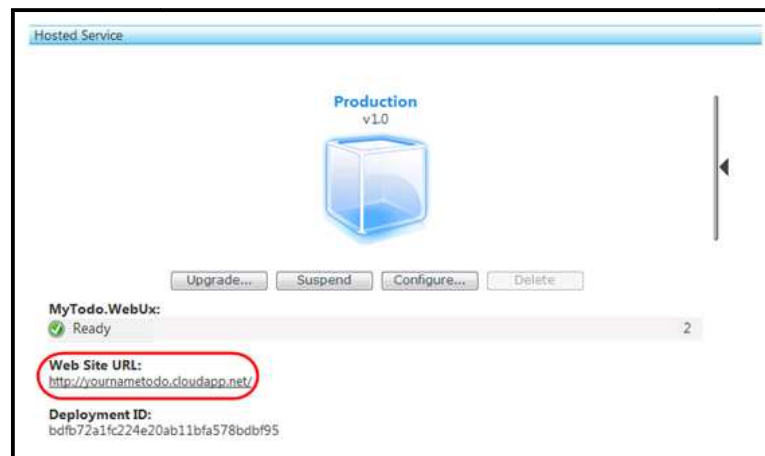 Hosted Service
Production
v1.0
Upgrade... Suspend Configure... Delete
MyTodo.WebUx:
Ready 2
Web Site URL:
http://yournametodo.cloudapp.net/
Deployment ID:
bdfb72a1fc224e20ab11bfa578bdbf95